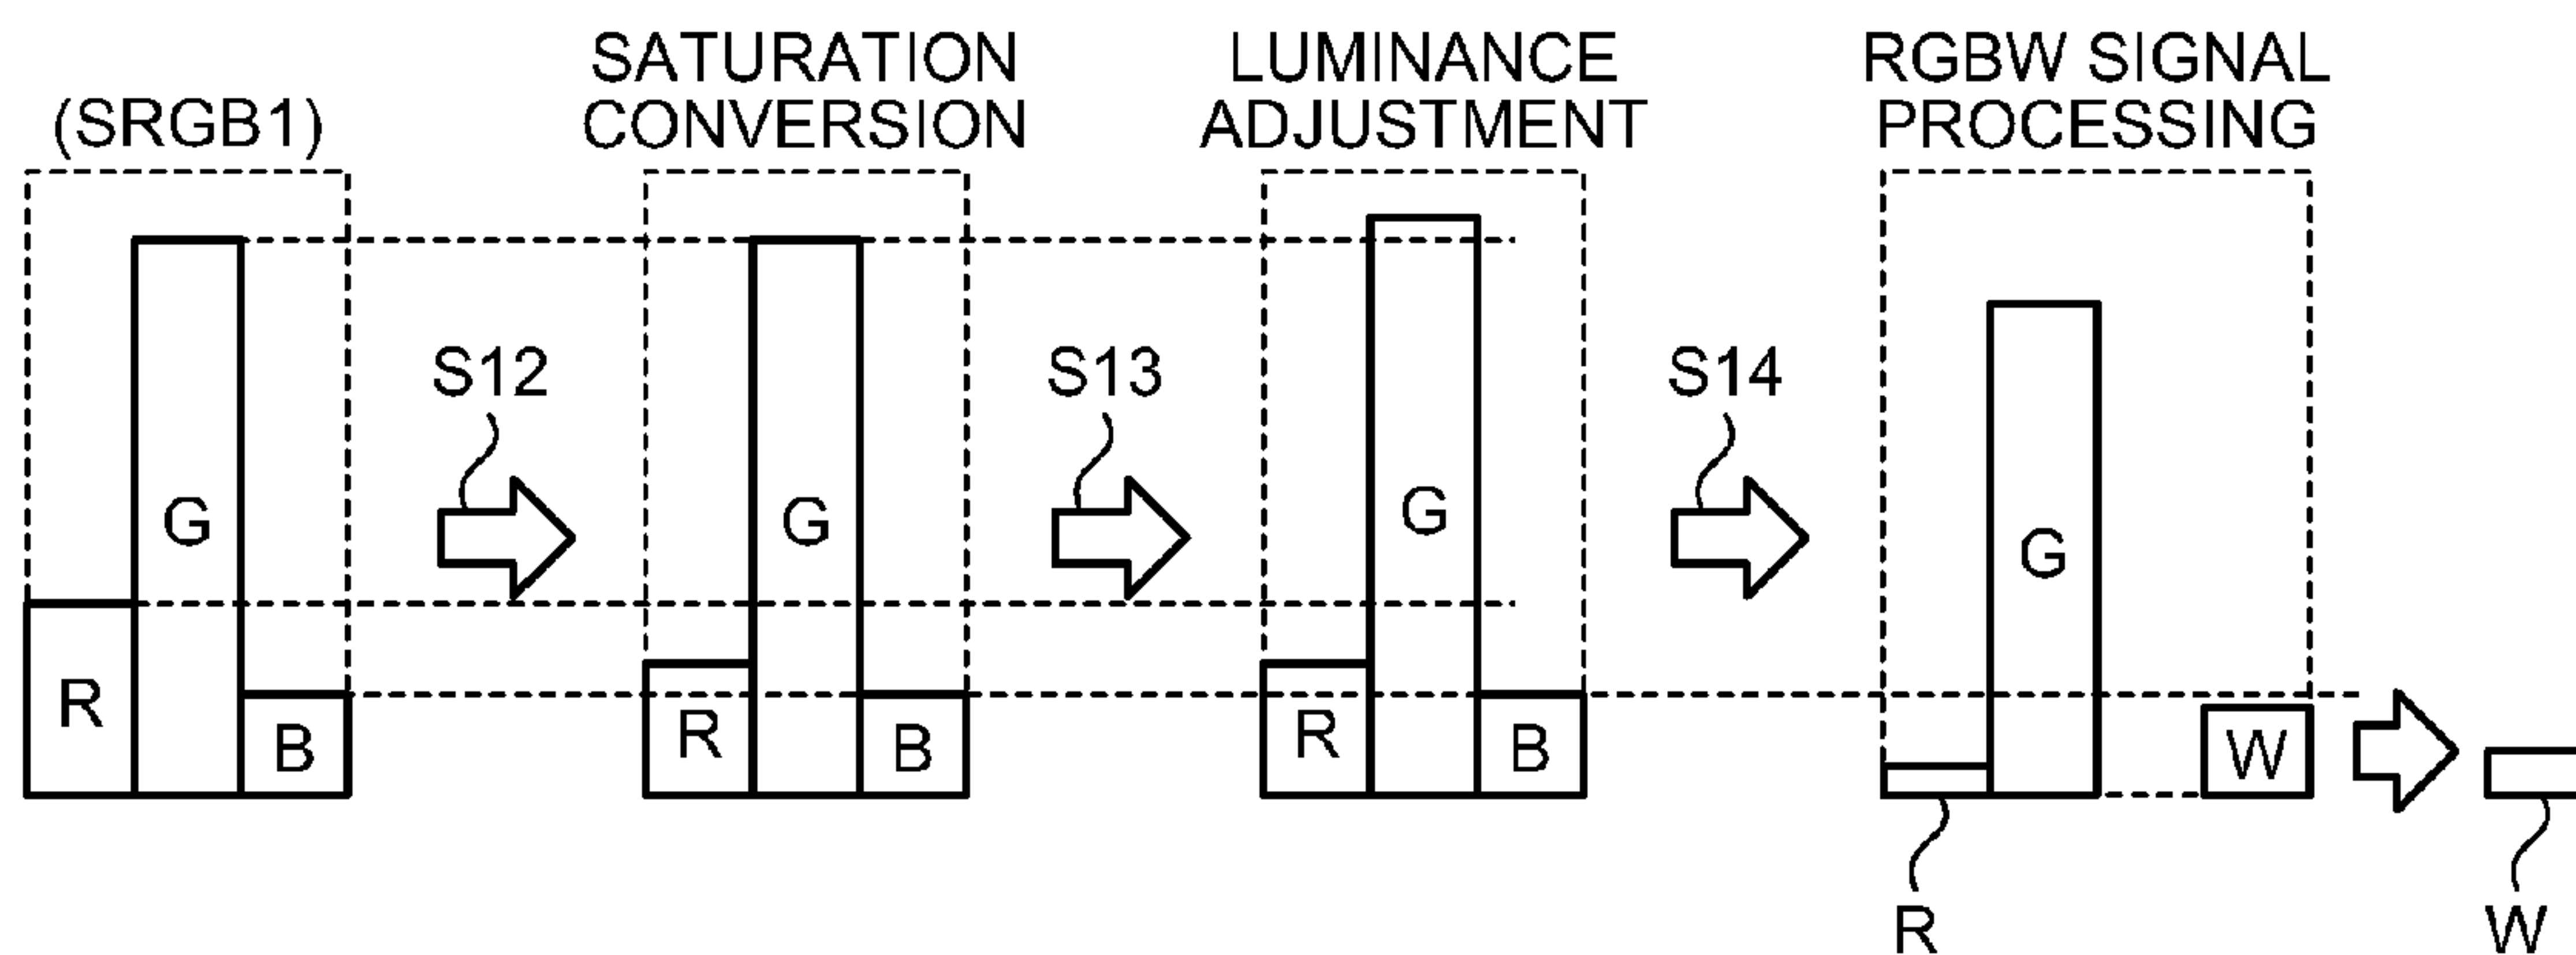 (SRGB1)
SATURATION
CONVERSION
LUMINANCE
ADJUSTMENT
RGBW SIGNAL
PROCESSING
S12
S13
S14
R
G
B
R
G
B
R
G
B
G
W
R
W